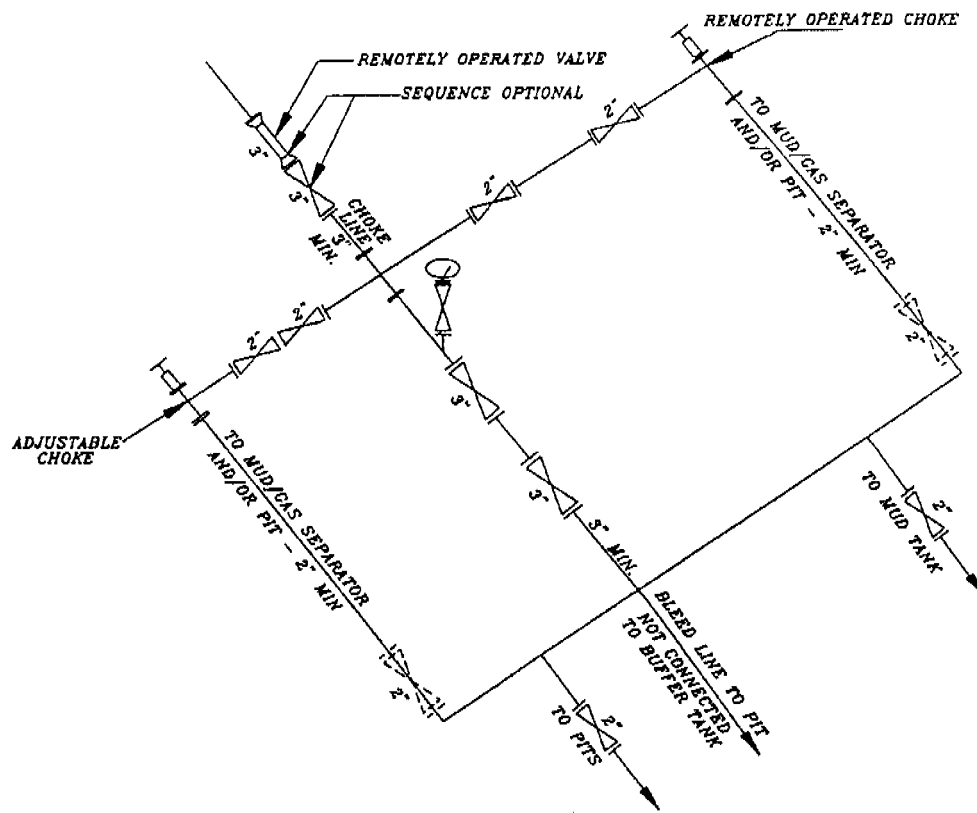 REMOTELY OPERATED CHOKE
REMOTELY OPERATED VALVE
SEQUENCE OPTIONAL
3"
3"
CHOKE
LINE
3"
MIN.
2"
2"
TO MUD/GAS SEPARATOR
AND/OR PIT - 2" MIN
2"
2"
2"
ADJUSTABLE
CHOKE
TO MUD/GAS SEPARATOR
AND/OR PIT - 2" MIN
2"
3"
3"
3" MIN.
BLEED LINE TO PIT
NOT CONNECTED
TO BUFFER TANK
2"
TO MUD TANK
2"
TO PITS